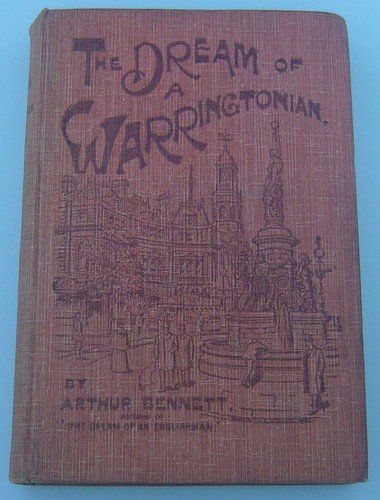 THE DREAM OF
A
WARRINGTONIAN.
BY
ARTHUR BENNETT.
AUTHOR OF
"THE DREAM OF AN ENGLISHMAN."